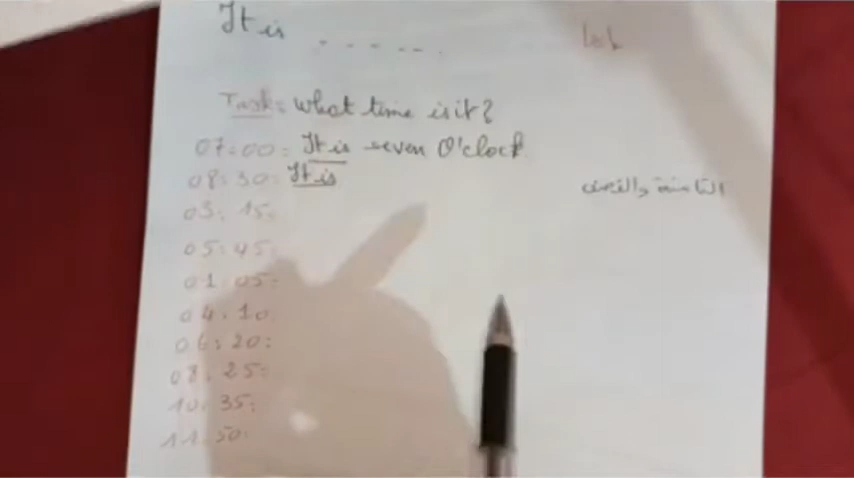 It is .......
Task: What time is it?
07:00: It is seven O'clock.
08:30: It is الثامنة والنصف
03:15:
05:45:
01:05:
04:10:
06:20:
08:25:
10:35:
11:50: